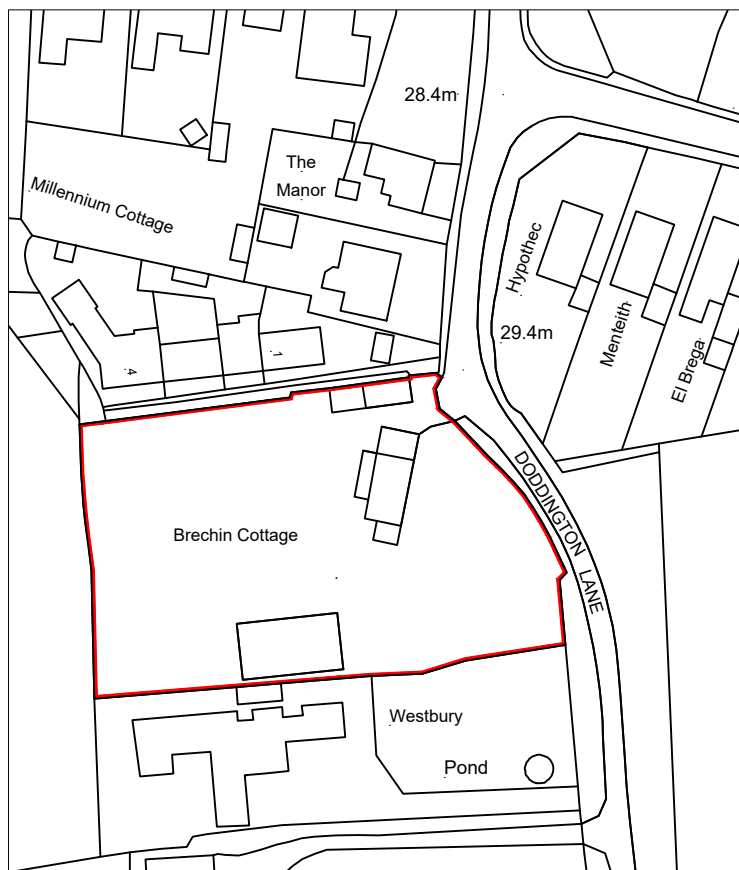 28.4m
The
Manor
Millennium Cottage
Hypothec
29.4m
Menteith
El Brega
1
4
DODDINGTON LANE
Brechin Cottage
Westbury
Pond